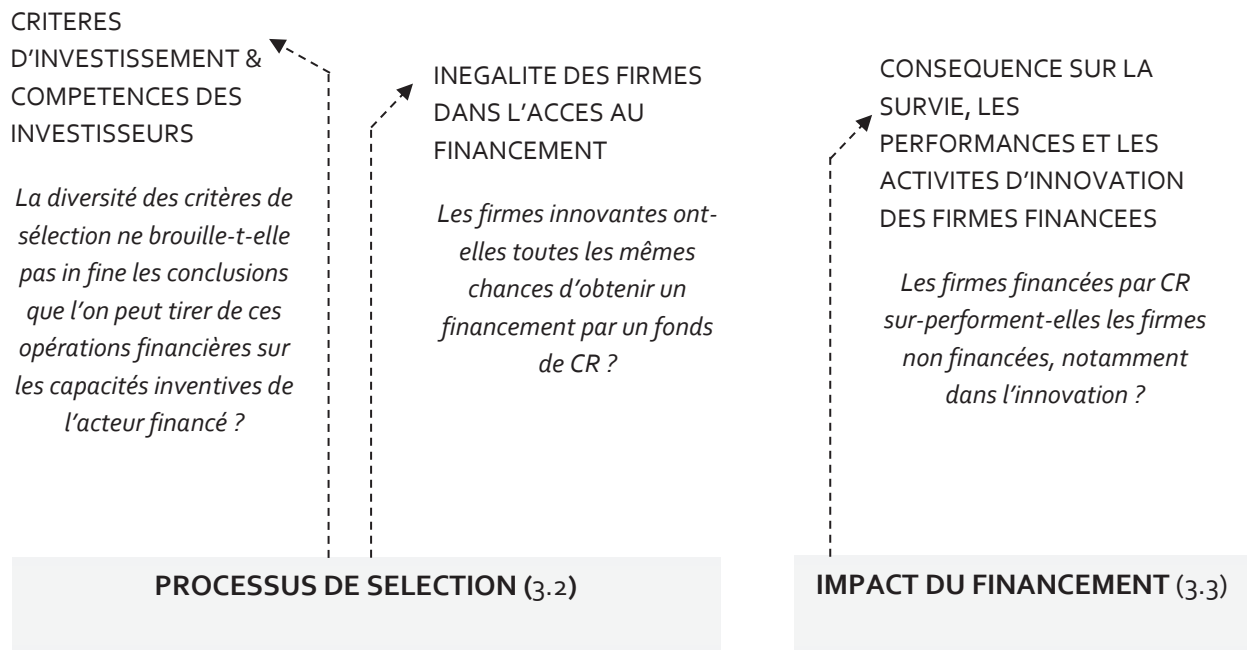 CRITERES
D’INVESTISSEMENT &
COMPETENCES DES
INVESTISSEURS
La diversité des critères de
sélection ne brouille-t-elle
pas in fine les conclusions
que l’on peut tirer de ces
opérations financières sur
les capacités inventives de
l’acteur financé ?
INEGALITE DES FIRMES
DANS L’ACCES AU
FINANCEMENT
Les firmes innovantes ont-
elles toutes les mêmes
chances d’obtenir un
financement par un fonds
de CR ?
CONSEQUENCE SUR LA
SURVIE, LES
PERFORMANCES ET LES
ACTIVITES D’INNOVATION
DES FIRMES FINANCEES
Les firmes financées par CR
sur-performent-elles les firmes
non financées, notamment
dans l’innovation ?
PROCESSUS DE SELECTION (3.2)
IMPACT DU FINANCEMENT (3.3)